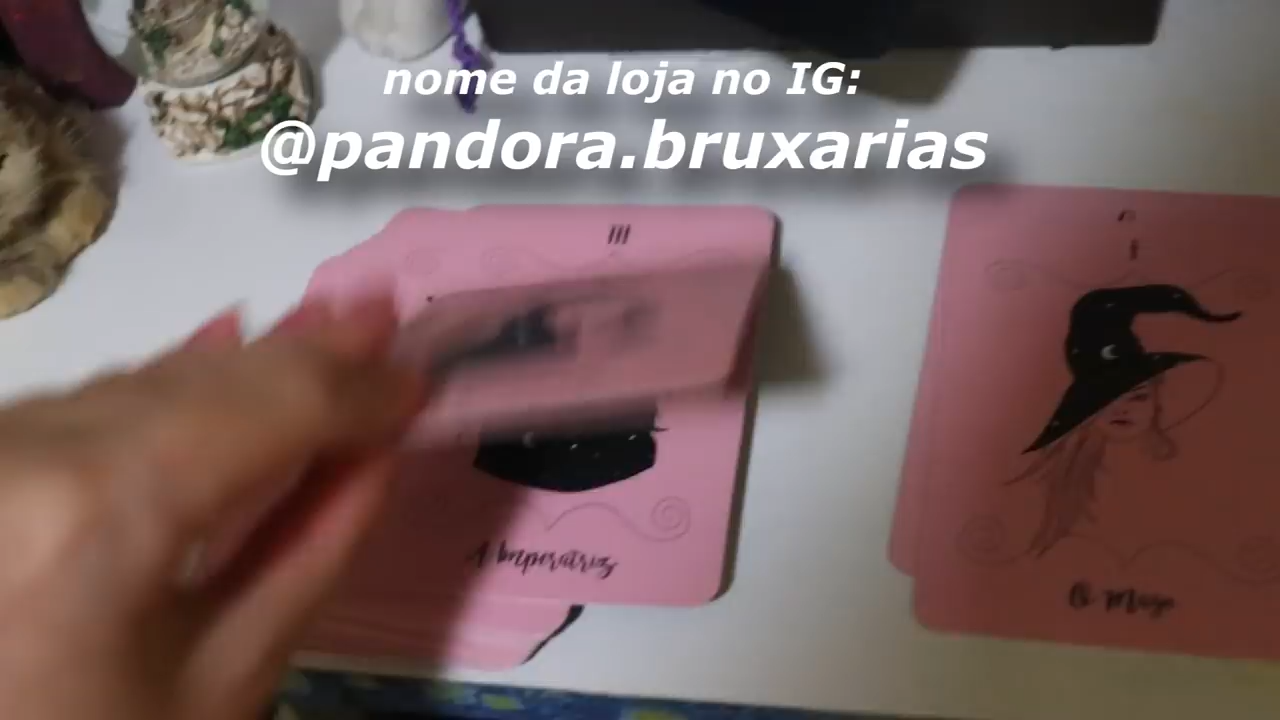 nome da loja no IG:
@pandora.bruxarias
III
I
A Imperatriz
O Mago